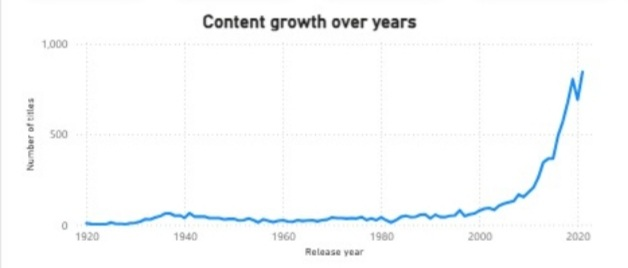 Content growth over years
1,000
Number of titles
500
0
1920 1940 1960 1980 2000 2020
Release year